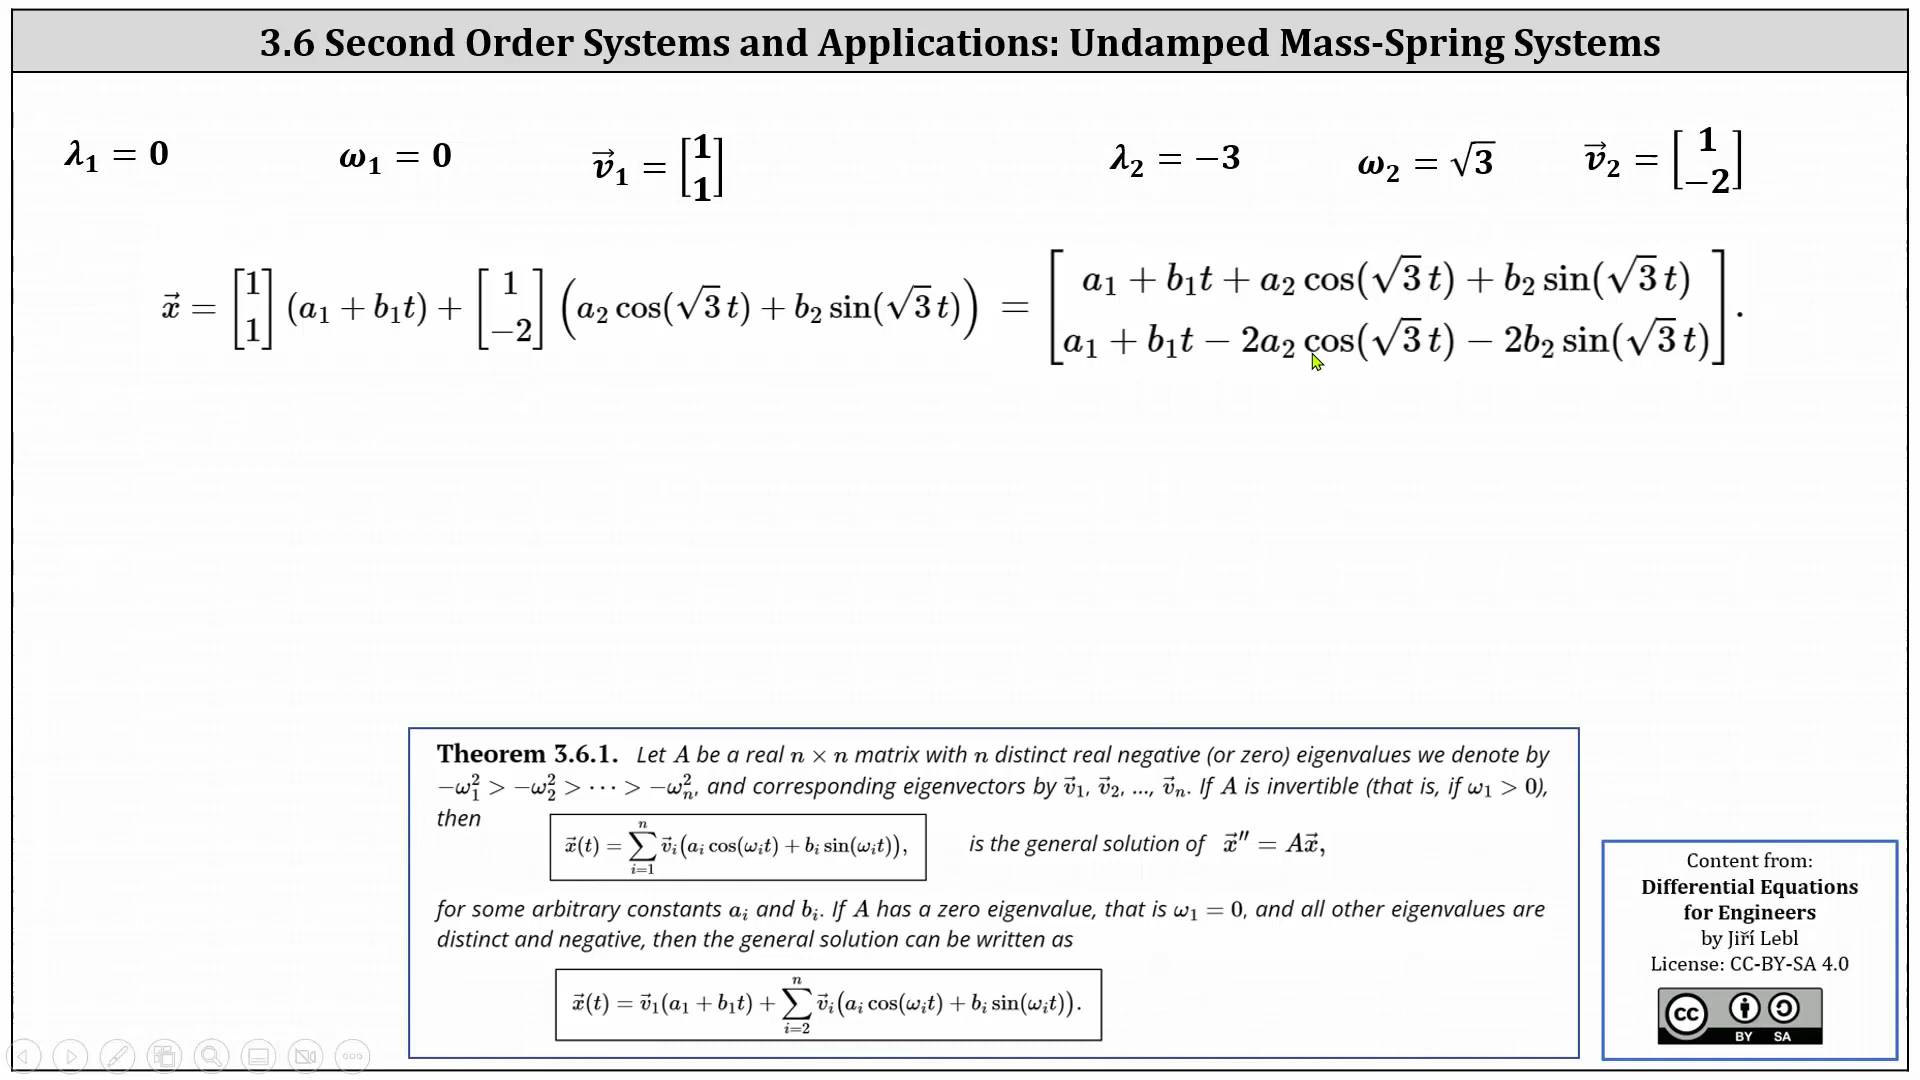 3.6 Second Order Systems and Applications: Undamped Mass-Spring Systems
λ₁ = 0 ω₁ = 0 v⃗₁ = [1 1] λ₂ = −3 ω₂ = √3 v⃗₂ = [1 −2]
x⃗ = [1 1] (a₁ + b₁t) + [1 −2] (a₂ cos(√3 t) + b₂ sin(√3 t)) = [a₁ + b₁t + a₂ cos(√3 t) + b₂ sin(√3 t)
a₁ + b₁t − 2a₂ cos(√3 t) − 2b₂ sin(√3 t)].
Theorem 3.6.1. Let A be a real n × n matrix with n distinct real negative (or zero) eigenvalues we denote by
−ω₁² > −ω₂² > ⋯ > −ωₙ², and corresponding eigenvectors by v⃗₁, v⃗₂, ..., v⃗ₙ. If A is invertible (that is, if ω₁ > 0),
then
x⃗(t) = ∑ᵢ₌₁ⁿ v⃗ᵢ(aᵢ cos(ωᵢt) + bᵢ sin(ωᵢt)), is the general solution of x⃗″ = Ax⃗,
for some arbitrary constants aᵢ and bᵢ. If A has a zero eigenvalue, that is ω₁ = 0, and all other eigenvalues are
distinct and negative, then the general solution can be written as
x⃗(t) = v⃗₁(a₁ + b₁t) + ∑ᵢ₌₂ⁿ v⃗ᵢ(aᵢ cos(ωᵢt) + bᵢ sin(ωᵢt)).
Content from:
Differential Equations
for Engineers
by Jiří Lebl
License: CC-BY-SA 4.0
cc
BY SA